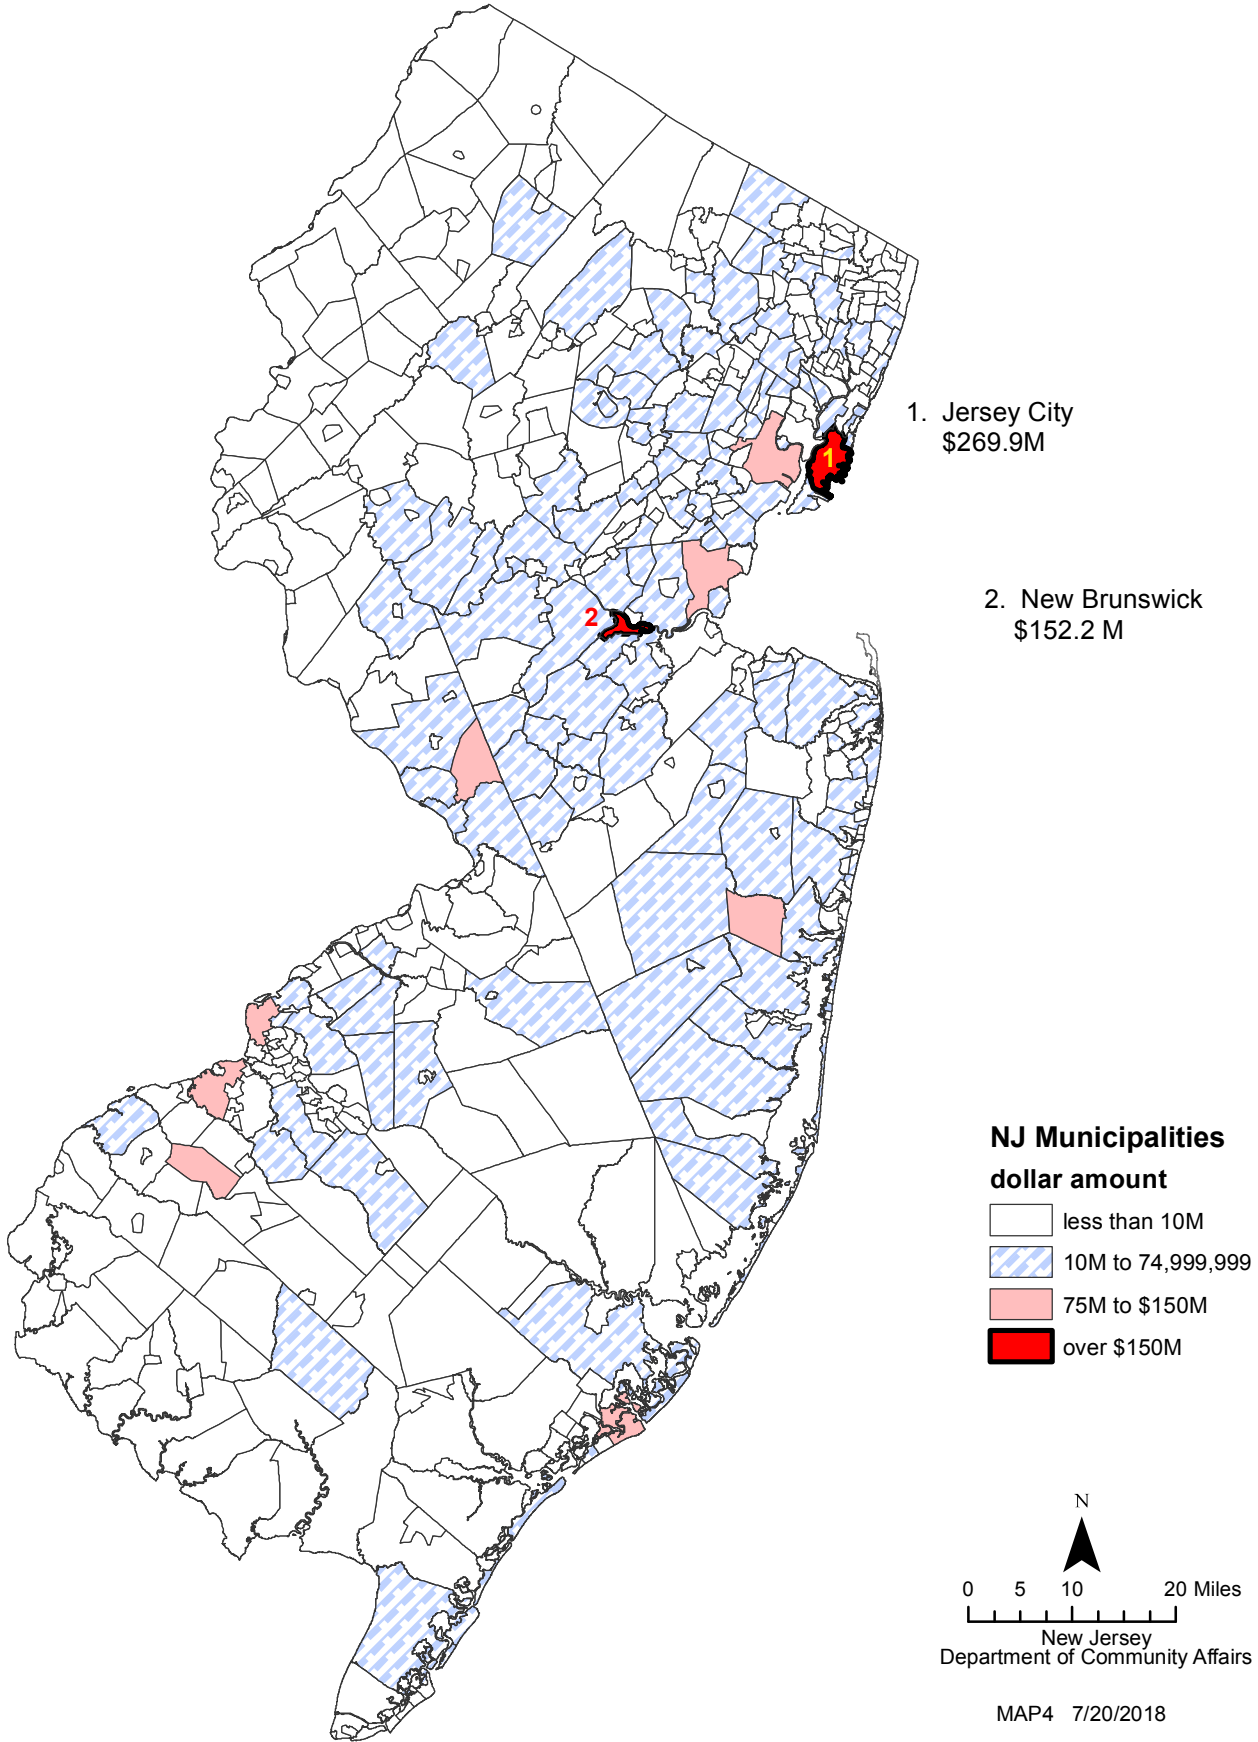 1. Jersey City
$269.9M
1
2. New Brunswick
$152.2 M
2
NJ Municipalities
dollar amount
less than 10M
10M to 74,999,999
75M to $150M
over $150M
N
0 5 10 20 Miles
New Jersey
Department of Community Affairs
MAP4 7/20/2018